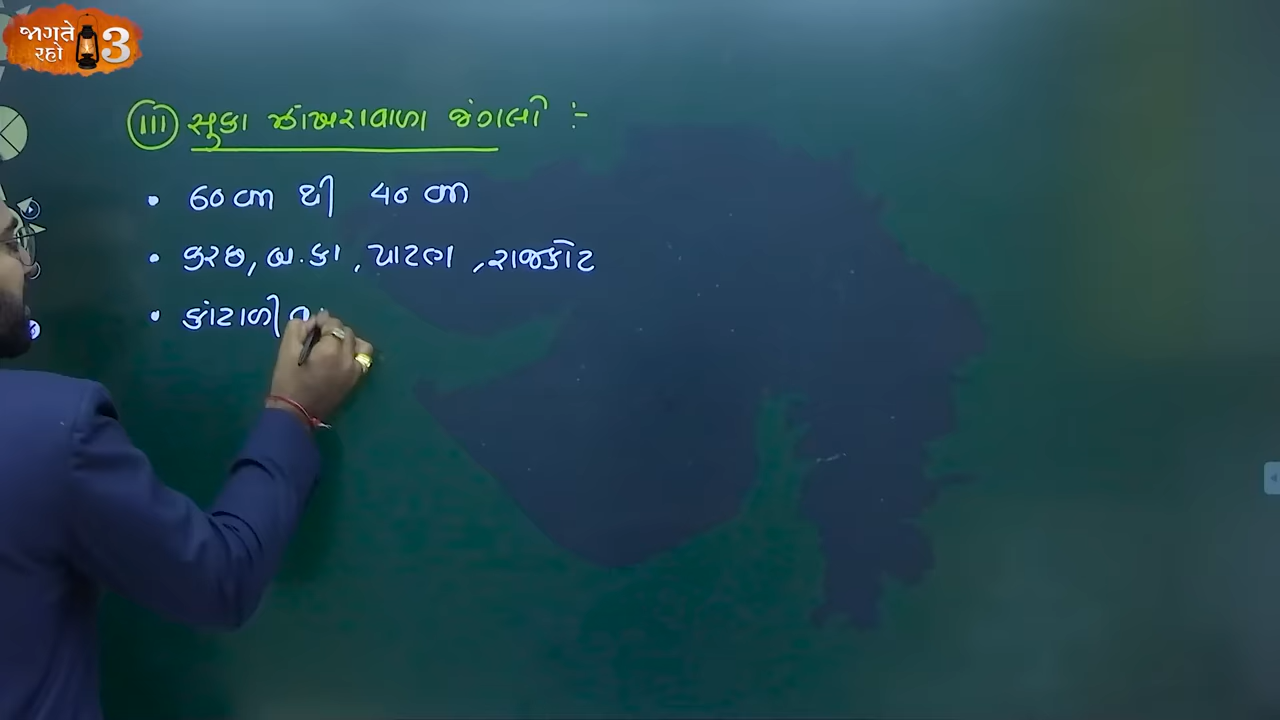 જાગતે
રહો 3
III સુકા ઝાંખરાવાળા જંગલો :-
• 60 cm થી 40 cm
• કચ્છ, બ.કા, પાટણ, રાજકોટ
• કાંટાળી